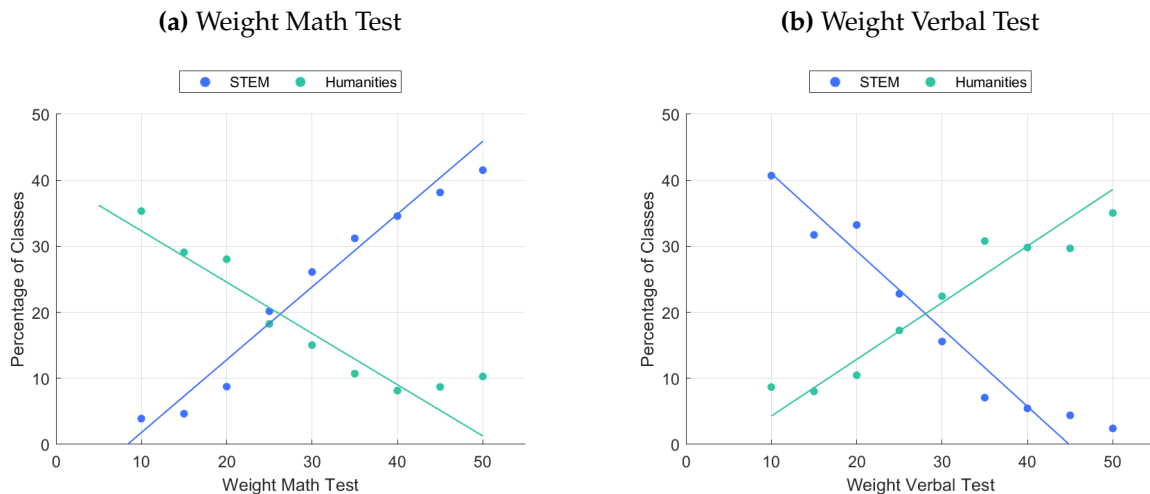 (a) Weight Math Test
STEM Humanities
50
40
30
20
10
0
Percentage of Classes
0 10 20 30 40 50
Weight Math Test
(b) Weight Verbal Test
STEM Humanities
50
40
30
20
10
0
Percentage of Classes
0 10 20 30 40 50
Weight Verbal Test